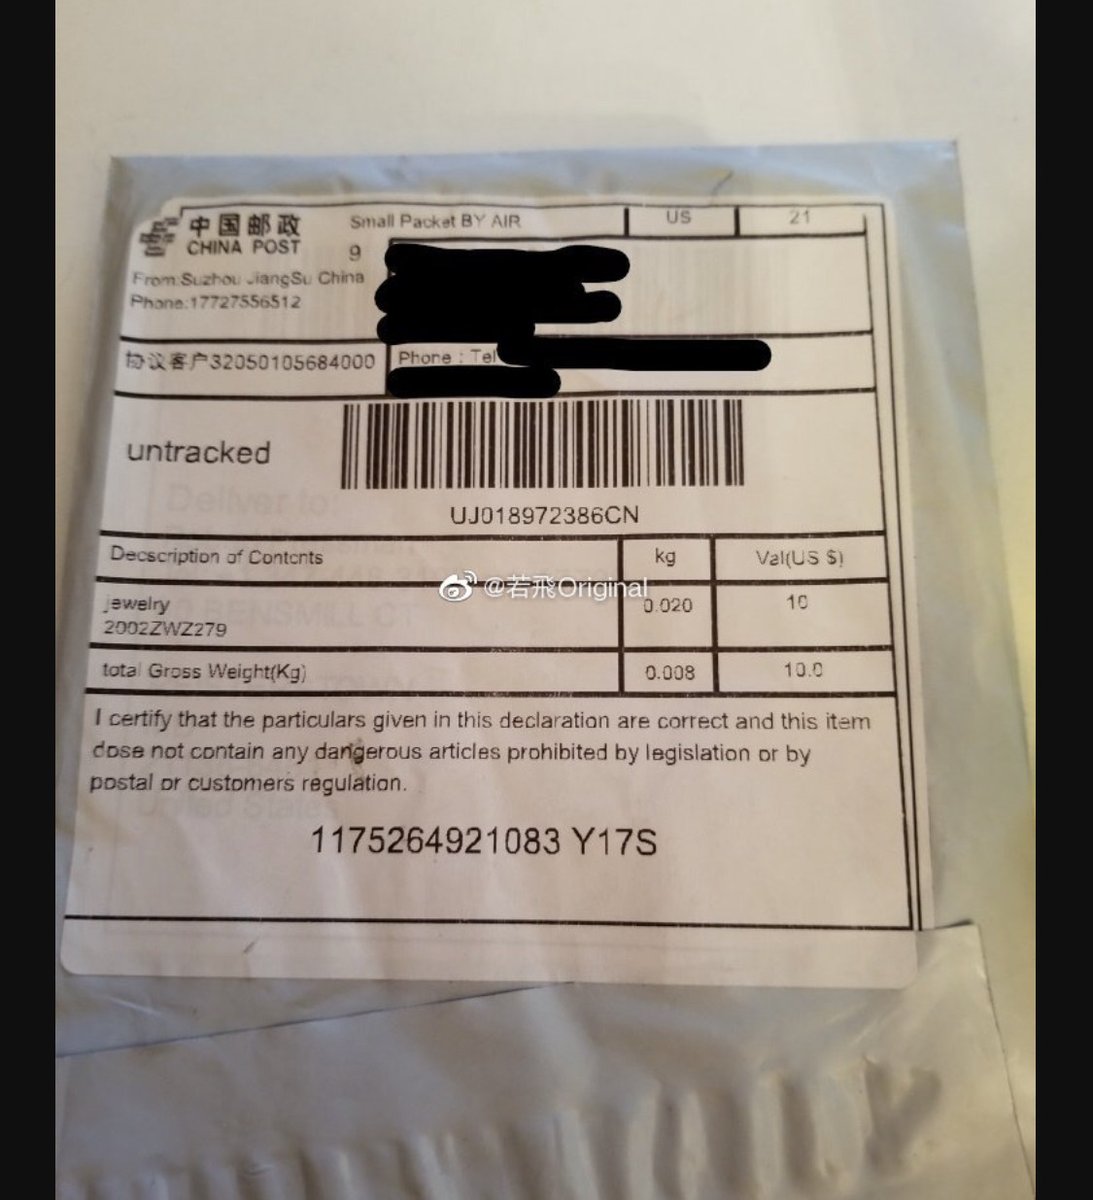 中国邮政
CHINA POST
Small Packet BY AIR
US
21
9
From:Suzhou JiangSu China
Phone:17727556512
协议客户32050105684000
Phone : Tel
untracked
Deliver to:
UJ018972386CN
Decscription of Contcnts
kg
Val(US $)
@若飛Original
BENSMILL CT
jewelry
0.020
10
2002ZWZ279
total Gross Weight(Kg)
0.008
10.0
I certify that the particulars given in this declaration are correct and this item
dose not contain any dangerous articles prohibited by legislation or by
postal or customers regulation.
1175264921083 Y17S